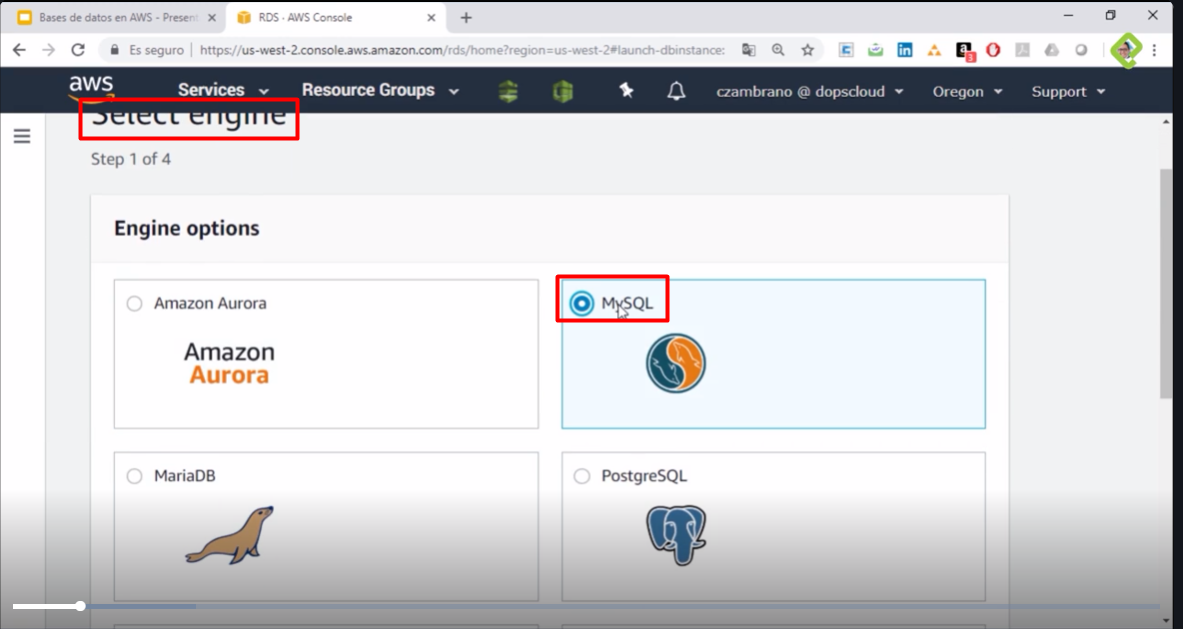 Bases de datos en AWS - Present
RDS - AWS Console
Es seguro | https://us-west-2.console.aws.amazon.com/rds/home?region=us-west-2#launch-dbinstance:
aws
Services
Resource Groups
czambrano @ dopscloud
Oregon
Support
Select engine
Step 1 of 4
Engine options
Amazon Aurora
MySQL
Amazon
Aurora
MariaDB
PostgreSQL